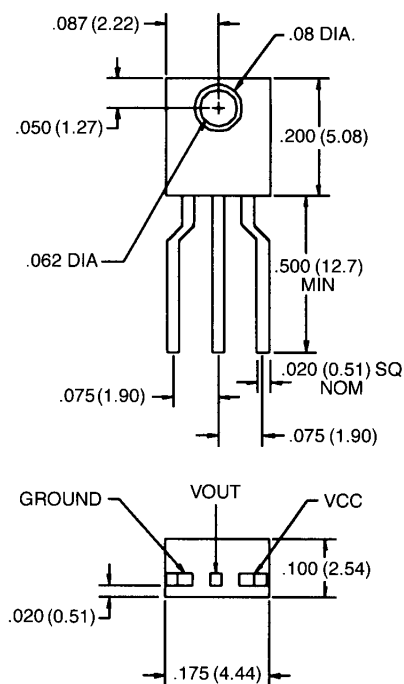 .087 (2.22)
.08 DIA.
.050 (1.27)
.200 (5.08)
.062 DIA
.500 (12.7)
MIN
.020 (0.51) SQ
NOM
.075 (1.90)
.075 (1.90)
GROUND
VOUT
VCC
.100 (2.54)
.020 (0.51)
.175 (4.44)